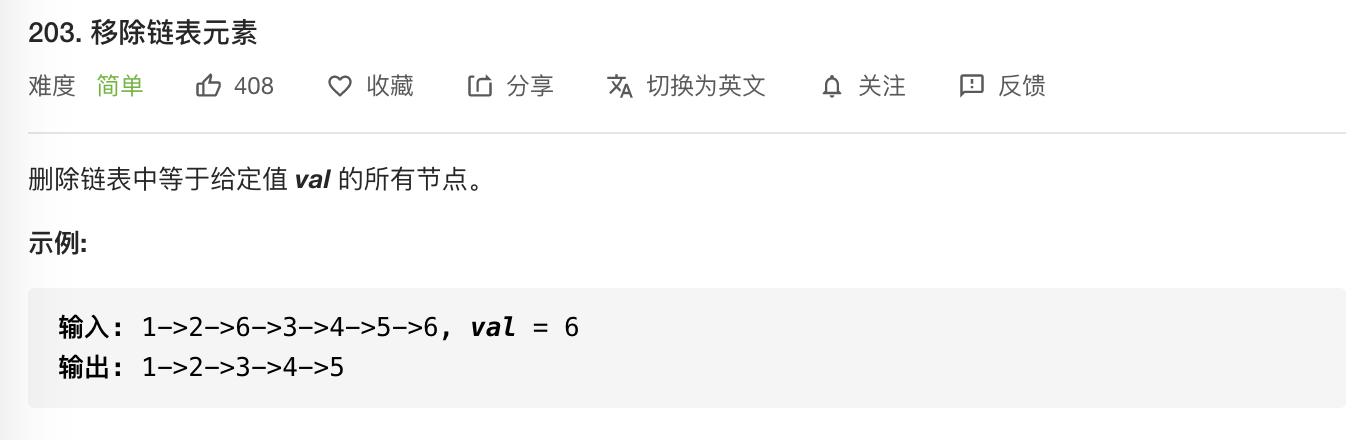 203. 移除链表元素
难度 简单 408 收藏 分享 切换为英文 关注 反馈
删除链表中等于给定值 val 的所有节点。
示例:
输入: 1->2->6->3->4->5->6, val = 6
输出: 1->2->3->4->5